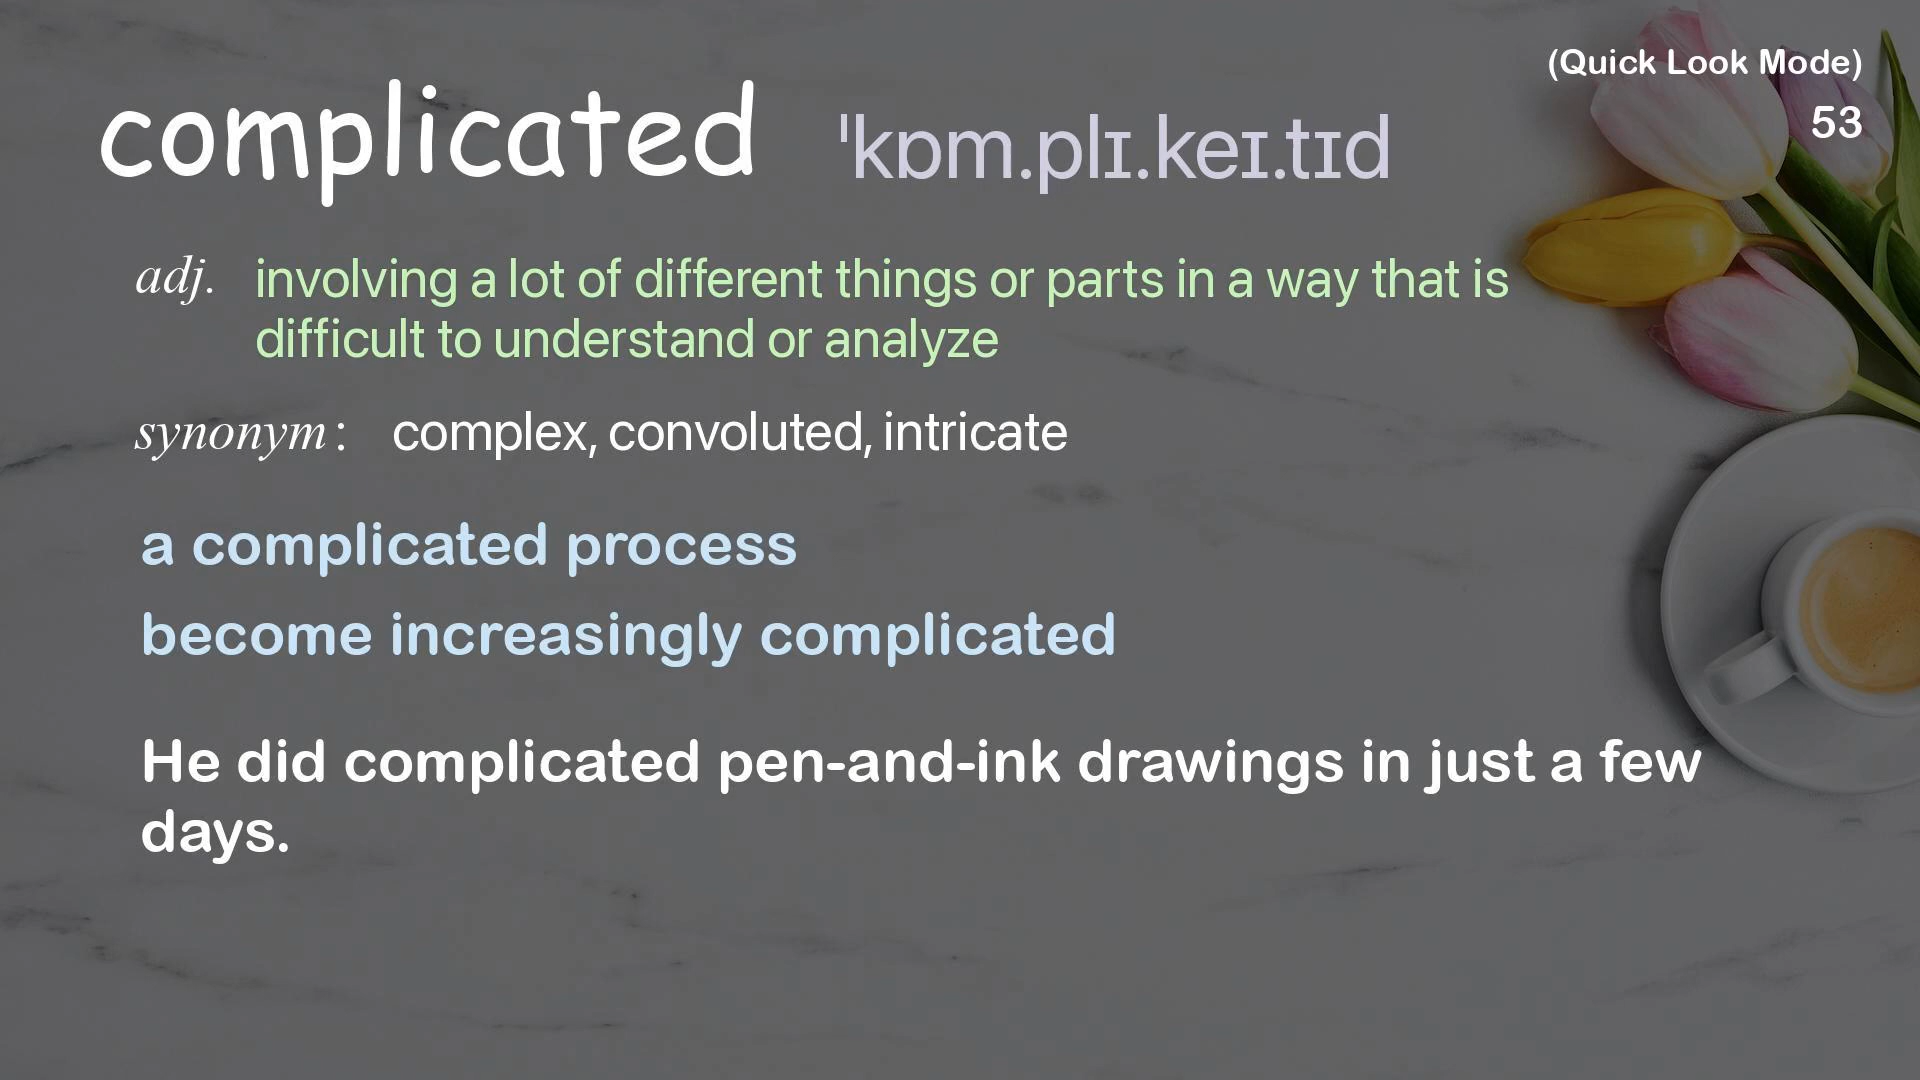 (Quick Look Mode)
53
complicated ˈkɒm.plɪ.keɪ.tɪd
adj. involving a lot of different things or parts in a way that is
difficult to understand or analyze
synonym: complex, convoluted, intricate
a complicated process
become increasingly complicated
He did complicated pen-and-ink drawings in just a few
days.